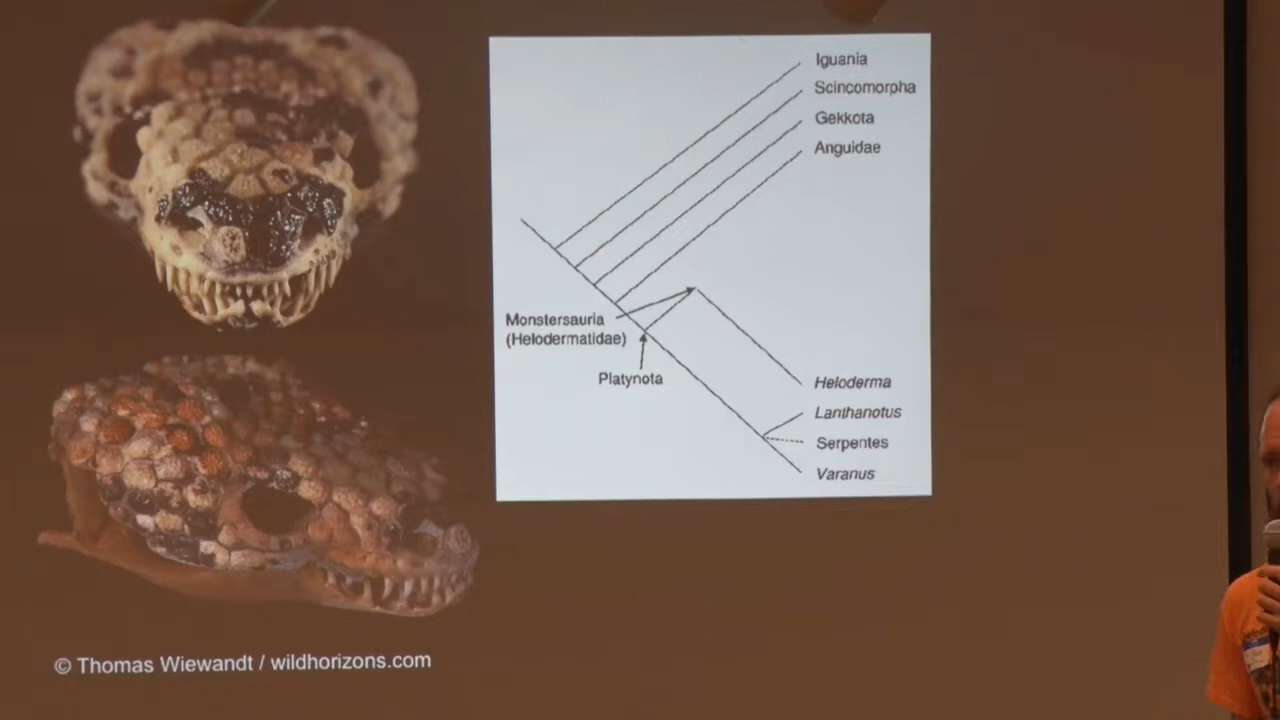 Iguania
Scincomorpha
Gekkota
Anguidae
Monstersauria
(Helodermatidae)
Platynota
Heloderma
Lanthanotus
Serpentes
Varanus
© Thomas Wiewandt / wildhorizons.com